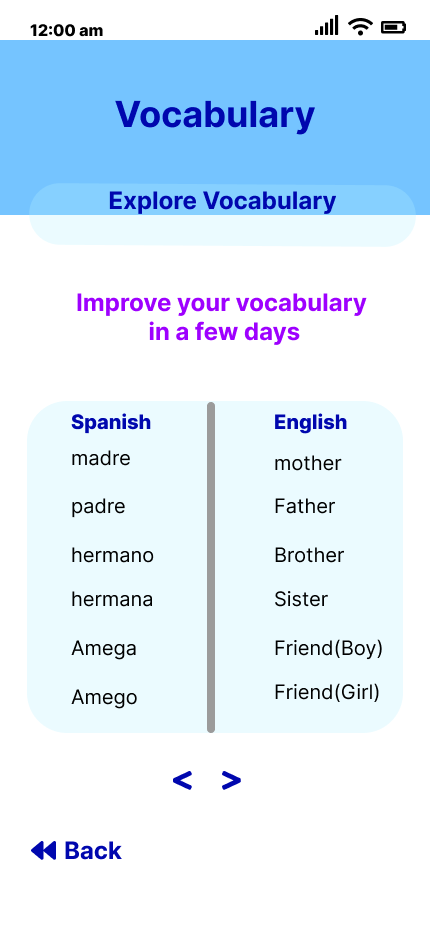 12:00 am
Vocabulary
Explore Vocabulary
Improve your vocabulary
in a few days
Spanish English
madre mother
padre Father
hermano Brother
hermana Sister
Amega Friend(Boy)
Amego Friend(Girl)
< >
Back